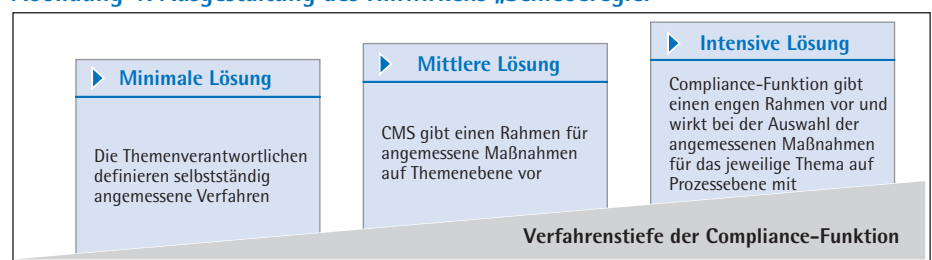 Minimale Lösung
Die Themenverantwortlichen
definieren selbstständig
angemessene Verfahren
Mittlere Lösung
CMS gibt einen Rahmen für
angemessene Maßnahmen
auf Themenebene vor
Intensive Lösung
Compliance-Funktion gibt
einen engen Rahmen vor und
wirkt bei der Auswahl der
angemessenen Maßnahmen
für das jeweilige Thema auf
Prozessebene mit
Verfahrenstiefe der Compliance-Funktion